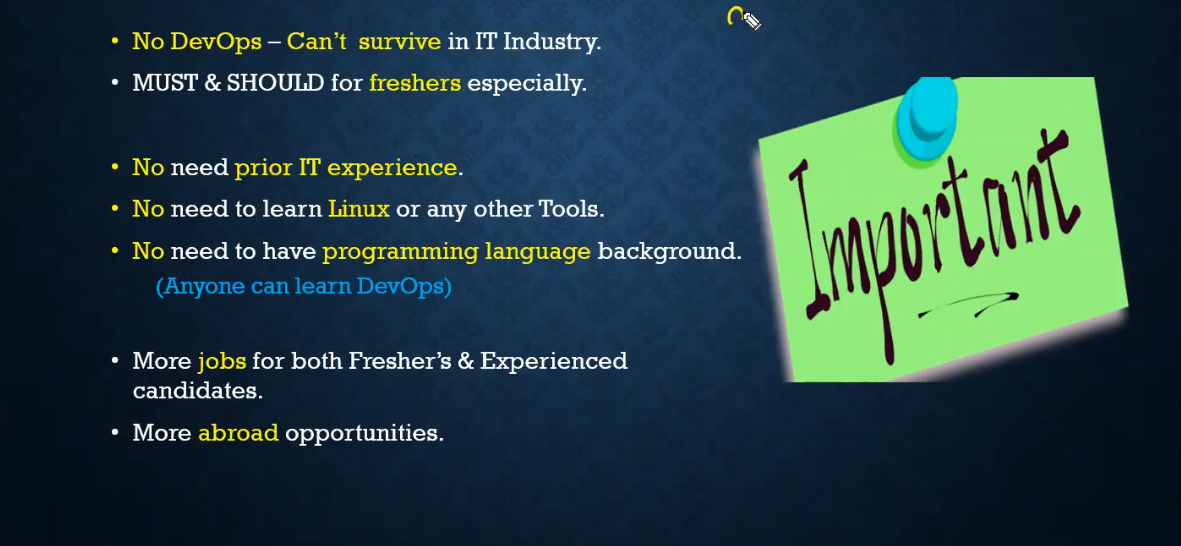 • No DevOps – Can't survive in IT Industry.
• MUST & SHOULD for freshers especially.
• No need prior IT experience.
• No need to learn Linux or any other Tools.
• No need to have programming language background.
(Anyone can learn DevOps)
• More jobs for both Fresher's & Experienced
candidates.
• More abroad opportunities.
Important